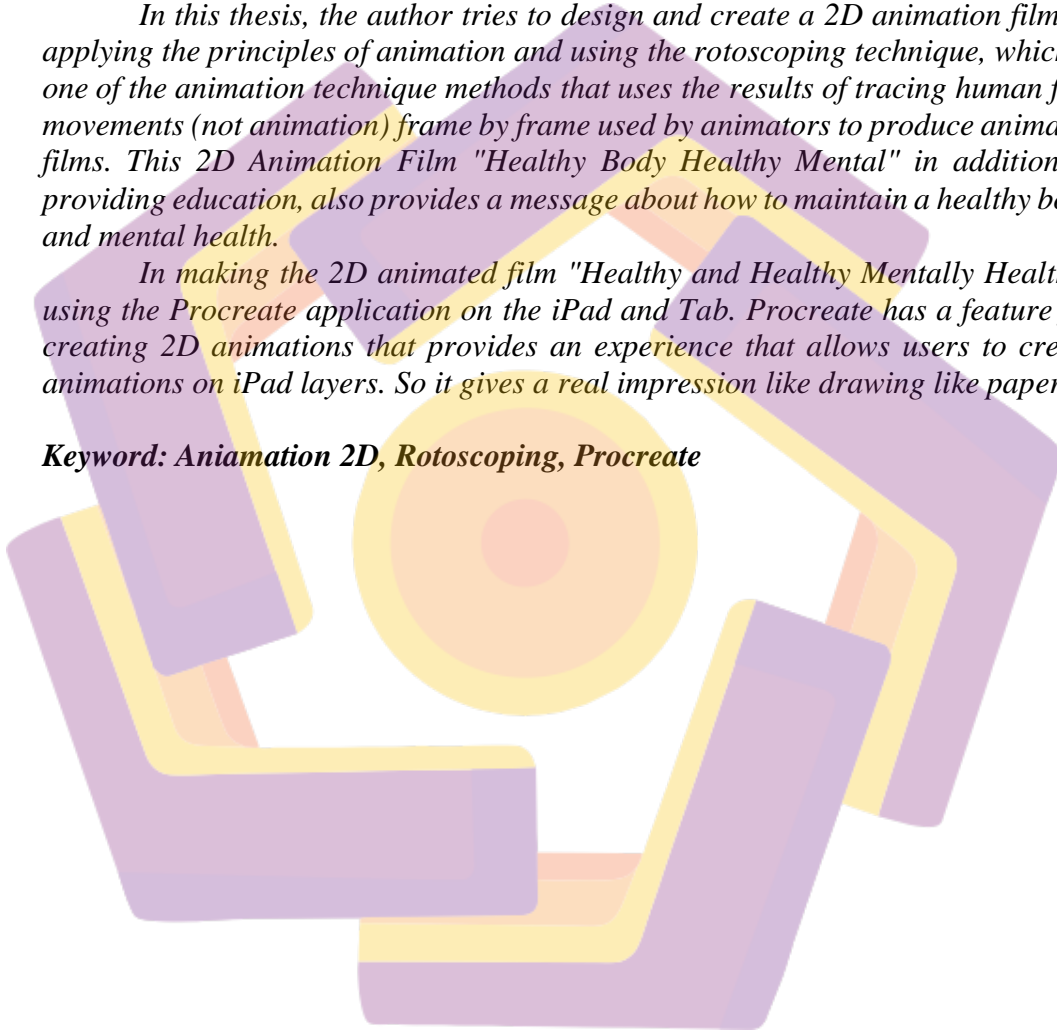 In this thesis, the author tries to design and create a 2D animation film
applying the principles of animation and using the rotoscoping technique, which
one of the animation technique methods that uses the results of tracing human f
movements (not animation) frame by frame used by animators to produce anima
films. This 2D Animation Film "Healthy Body Healthy Mental" in addition
providing education, also provides a message about how to maintain a healthy bo
and mental health.
In making the 2D animated film "Healthy and Healthy Mentally Health
using the Procreate application on the iPad and Tab. Procreate has a feature
creating 2D animations that provides an experience that allows users to cre
animations on iPad layers. So it gives a real impression like drawing like paper
Keyword: Aniamation 2D, Rotoscoping, Procreate